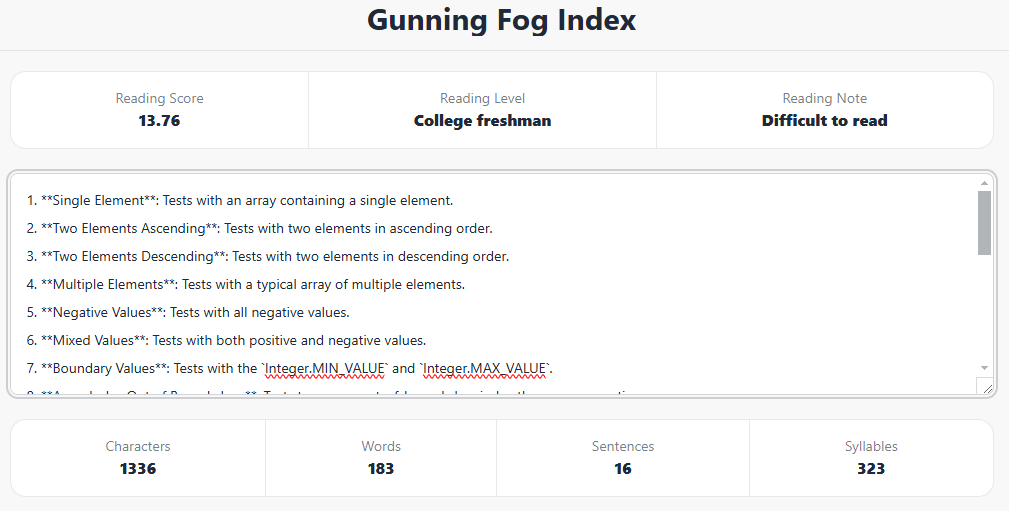 Gunning Fog Index
Reading Score
13.76
Reading Level
College freshman
Reading Note
Difficult to read
1. **Single Element**: Tests with an array containing a single element.
2. **Two Elements Ascending**: Tests with two elements in ascending order.
3. **Two Elements Descending**: Tests with two elements in descending order.
4. **Multiple Elements**: Tests with a typical array of multiple elements.
5. **Negative Values**: Tests with all negative values.
6. **Mixed Values**: Tests with both positive and negative values.
7. **Boundary Values**: Tests with the `Integer.MIN_VALUE` and `Integer.MAX_VALUE`.
Characters
1336
Words
183
Sentences
16
Syllables
323